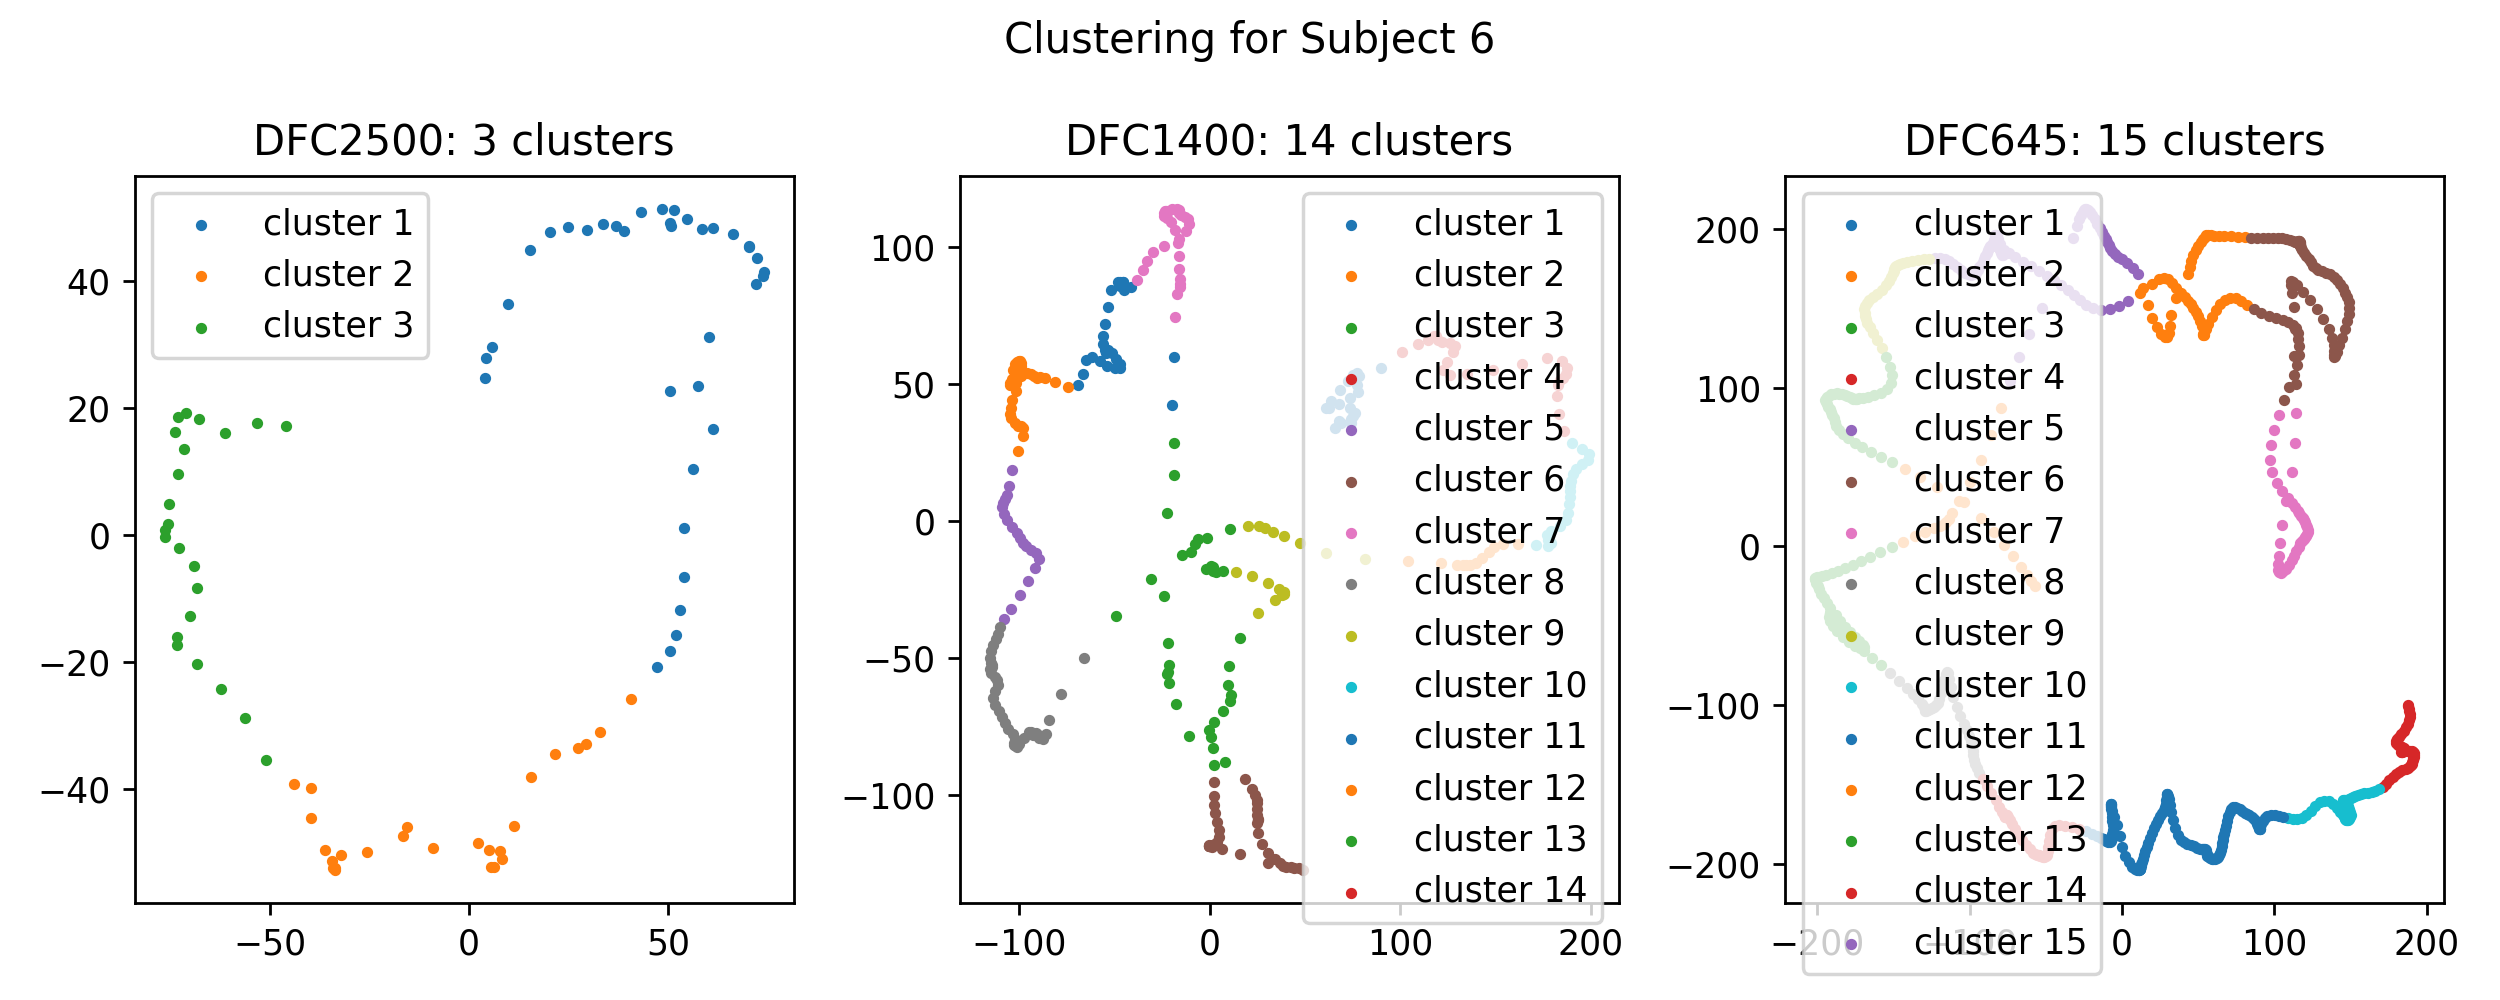 Clustering for Subject 6
DFC2500: 3 clusters
cluster 1
cluster 2
cluster 3
40
20
0
−20
−40
−50 0 50
DFC1400: 14 clusters
cluster 1
cluster 2
cluster 3
cluster 4
cluster 5
cluster 6
cluster 7
cluster 8
cluster 9
cluster 10
cluster 11
cluster 12
cluster 13
cluster 14
100
50
0
−50
−100
−100 0 100 200
DFC645: 15 clusters
cluster 1
cluster 2
cluster 3
cluster 4
cluster 5
cluster 6
cluster 7
cluster 8
cluster 9
cluster 10
cluster 11
cluster 12
cluster 13
cluster 14
cluster 15
200
100
0
−100
−200
−200 −100 0 100 200